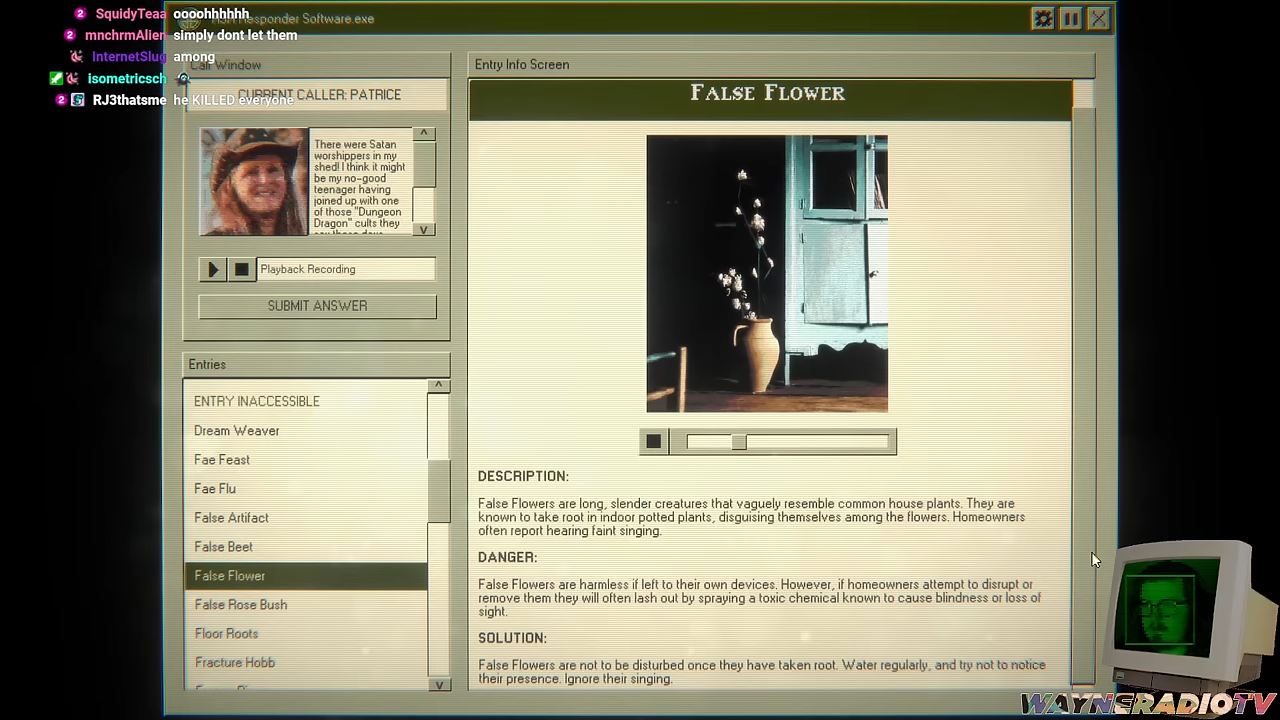 SquidyTeaa oooohhhhhh
mnchrmAlien simply dont let them
InternetSlug among
isometricsch
RJ3thatsme he KILLED everyone
Responder Software.exe
Call Window
CURRENT CALLER: PATRICE
There were Satan
worshippers in my
shed! I think it might
be my no-good
teenager having
joined up with one
of those "Dungeon
Dragon" cults they
Playback Recording
SUBMIT ANSWER
Entries
ENTRY INACCESSIBLE
Dream Weaver
Fae Feast
Fae Flu
False Artifact
False Beet
False Flower
False Rose Bush
Floor Roots
Fracture Hobb
Entry Info Screen
FALSE FLOWER
DESCRIPTION:
False Flowers are long, slender creatures that vaguely resemble common house plants. They are
known to take root in indoor potted plants, disguising themselves among the flowers. Homeowners
often report hearing faint singing.
DANGER:
False Flowers are harmless if left to their own devices. However, if homeowners attempt to disrupt or
remove them they will often lash out by spraying a toxic chemical known to cause blindness or loss of
sight.
SOLUTION:
False Flowers are not to be disturbed once they have taken root. Water regularly, and try not to notice
their presence. Ignore their singing.
WAYNERADIOTV